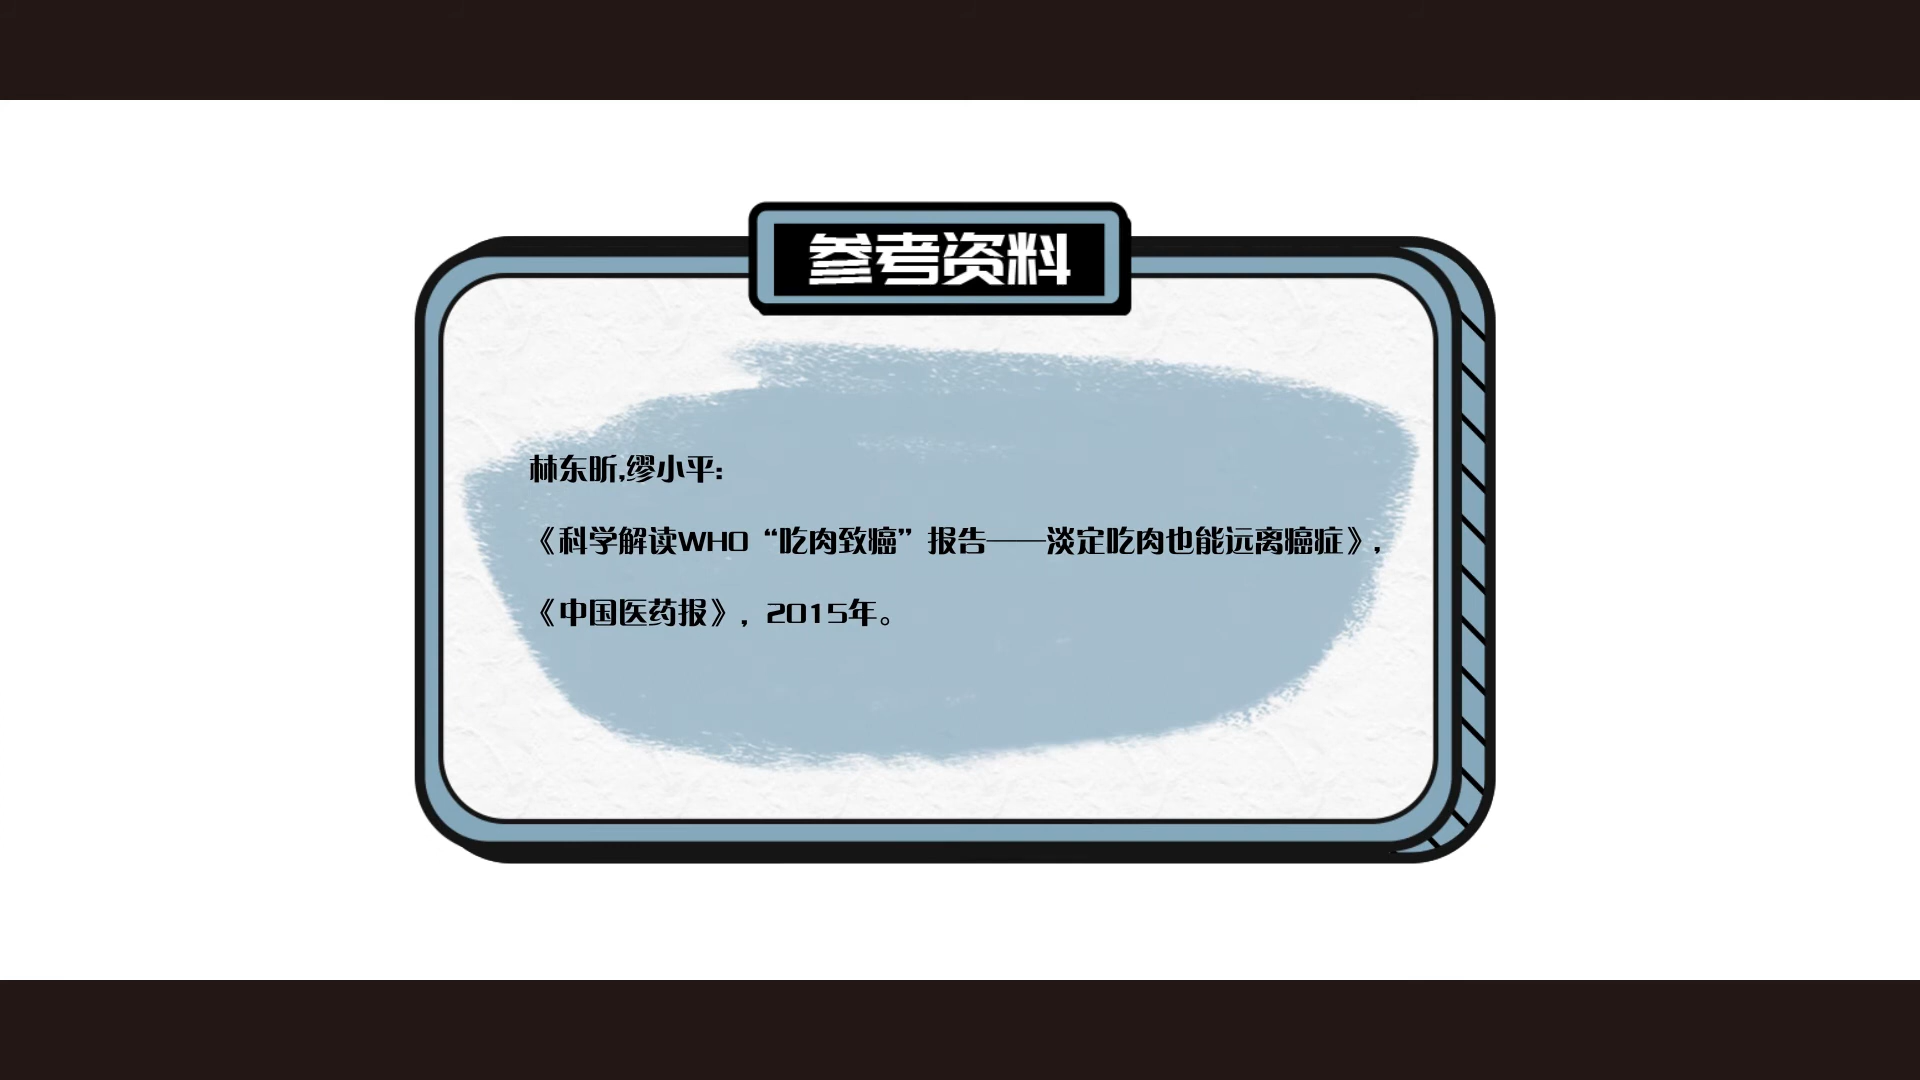 参考资料
林东昕,缪小平:
《科学解读WHO“吃肉致癌”报告——淡定吃肉也能远离癌症》,
《中国医药报》, 2015年。